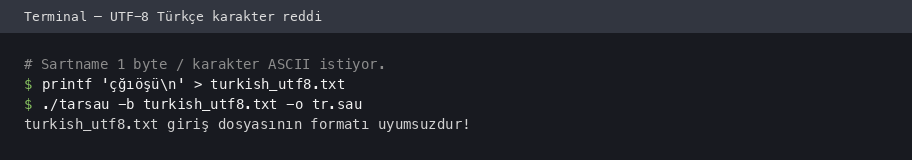 Terminal — UTF-8 Türkçe karakter reddi
# Sartname 1 byte / karakter ASCII istiyor.
$ printf 'çğıöşü\n' > turkish_utf8.txt
$ ./tarsau -b turkish_utf8.txt -o tr.sau
turkish_utf8.txt giriş dosyasının formatı uyumsuzdur!